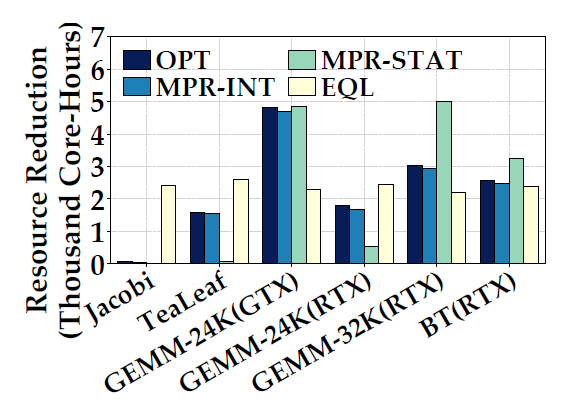 Resource Reduction
(Thousand Core-Hours)
7
6
5
4
3
2
1
0
OPT
MPR-STAT
MPR-INT
EQL
Jacobi
TeaLeaf
GEMM-24K(GTX)
GEMM-24K(RTX)
GEMM-32K(RTX)
BT(RTX)